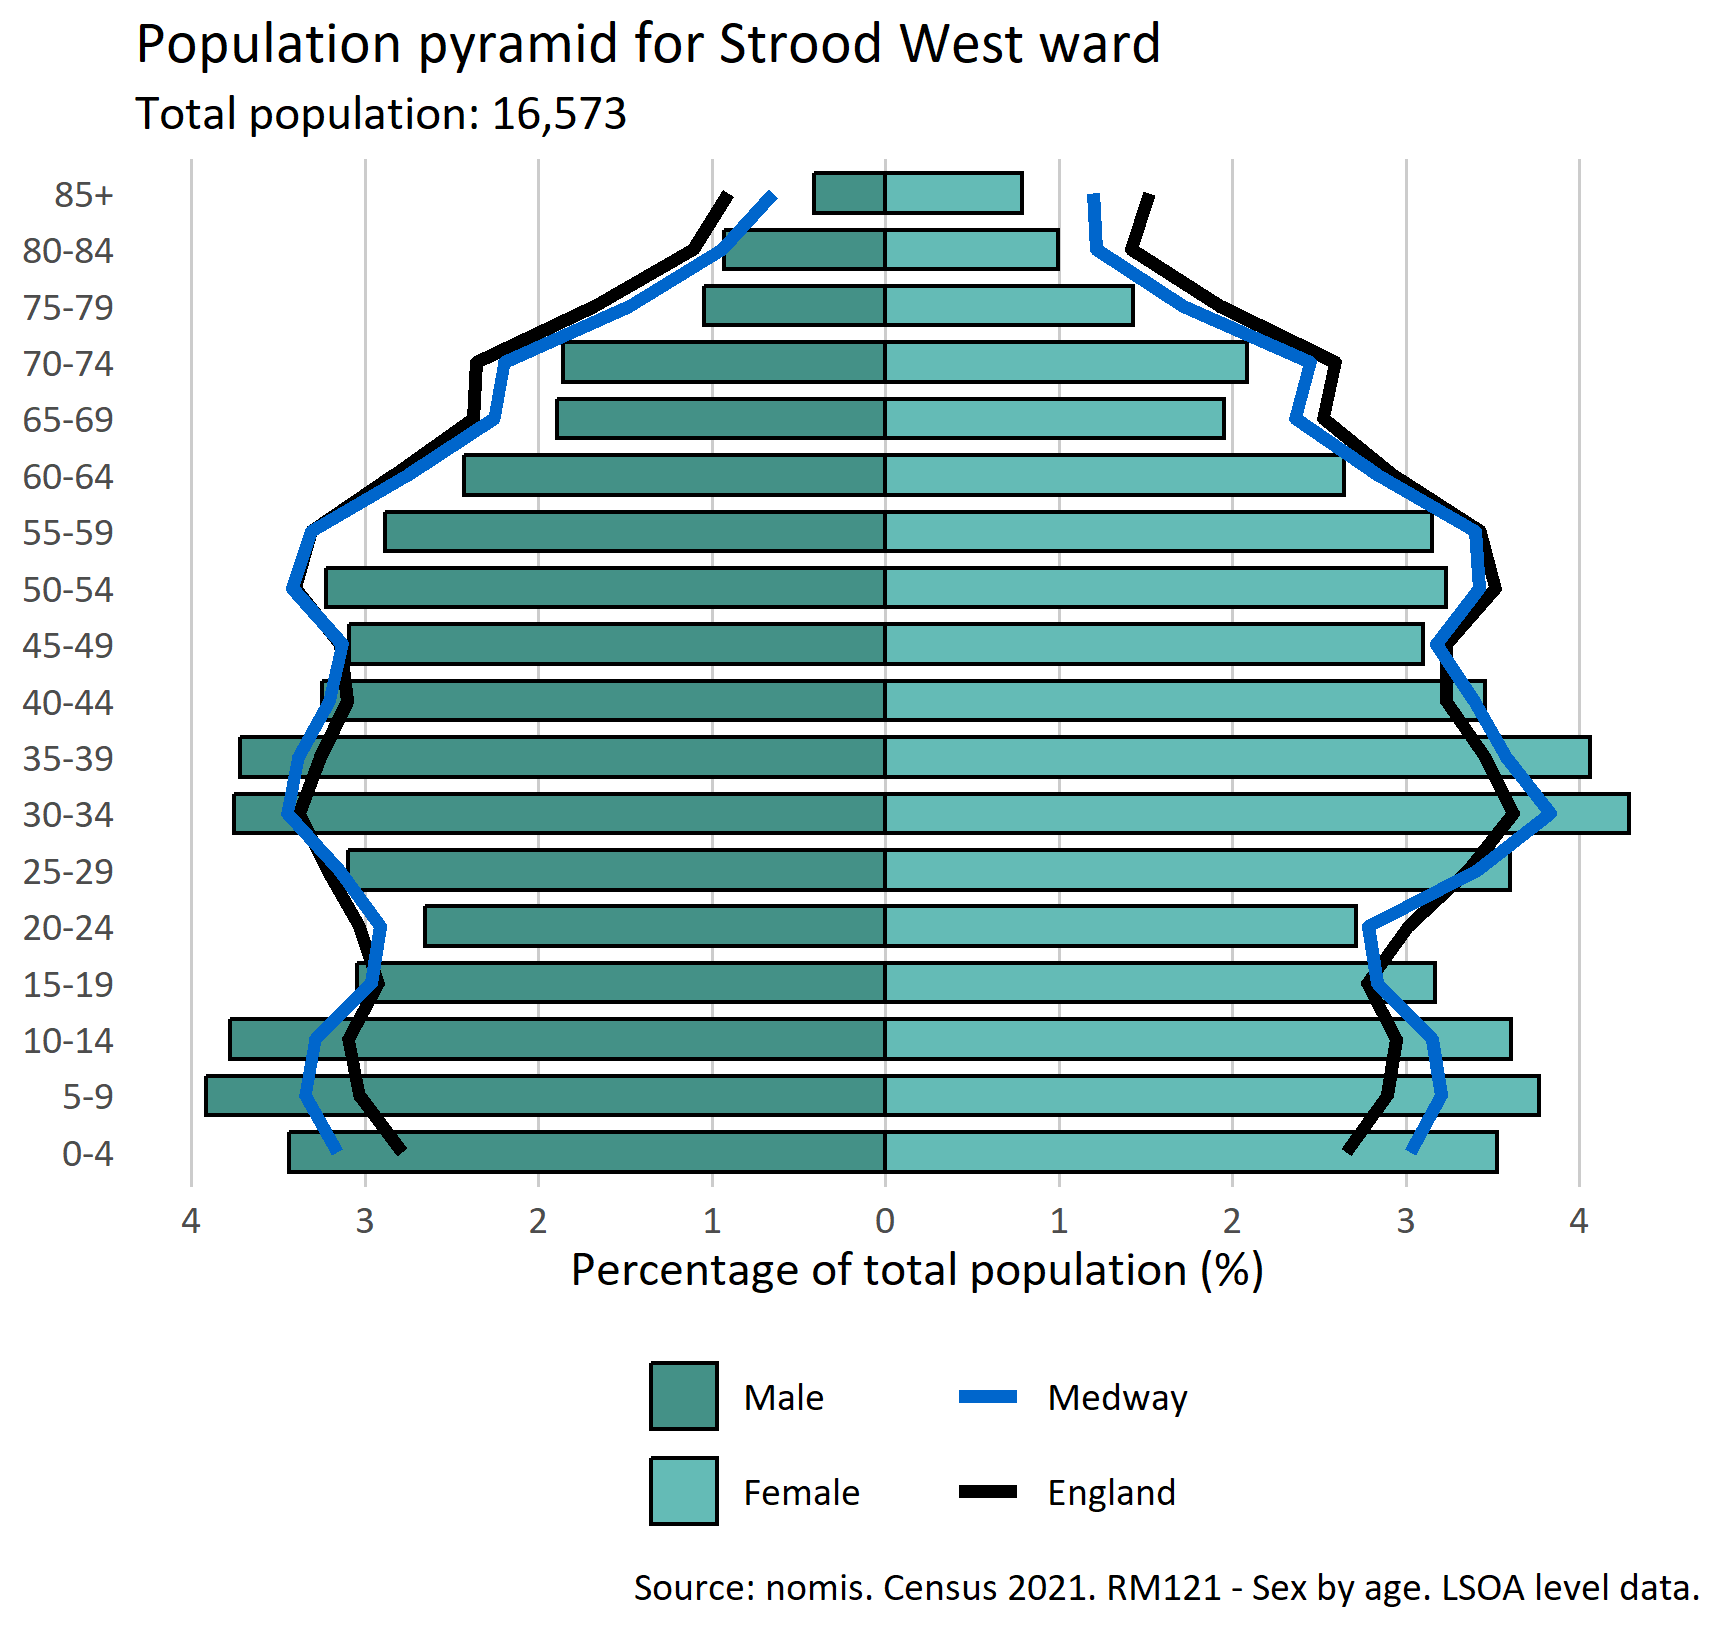 Population pyramid for Strood West ward
Total population: 16,573
85+
80-84
75-79
70-74
65-69
60-64
55-59
50-54
45-49
40-44
35-39
30-34
25-29
20-24
15-19
10-14
5-9
0-4
4 3 2 1 0 1 2 3 4
Percentage of total population (%)
Male Medway
Female England
Source: nomis. Census 2021. RM121 - Sex by age. LSOA level data.